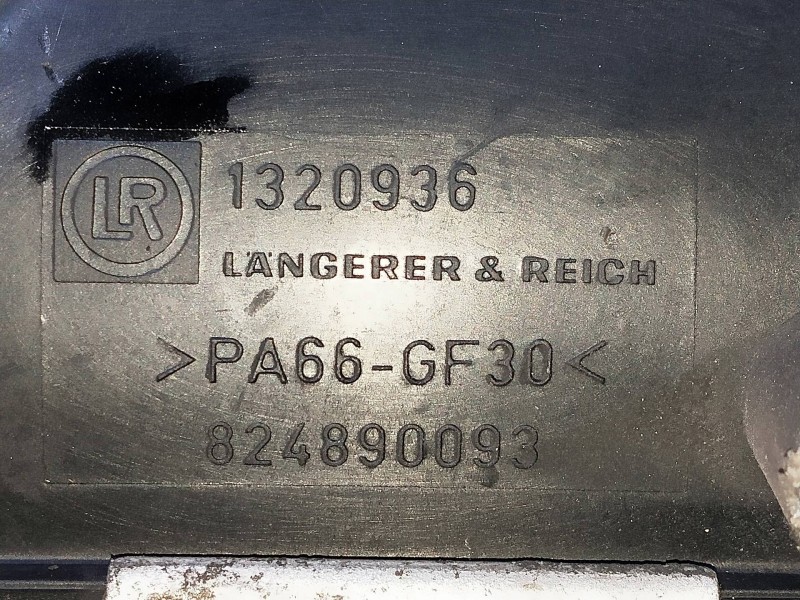 LR 1320936
LÄNGERER & REICH
>PA66-GF30<
824890093